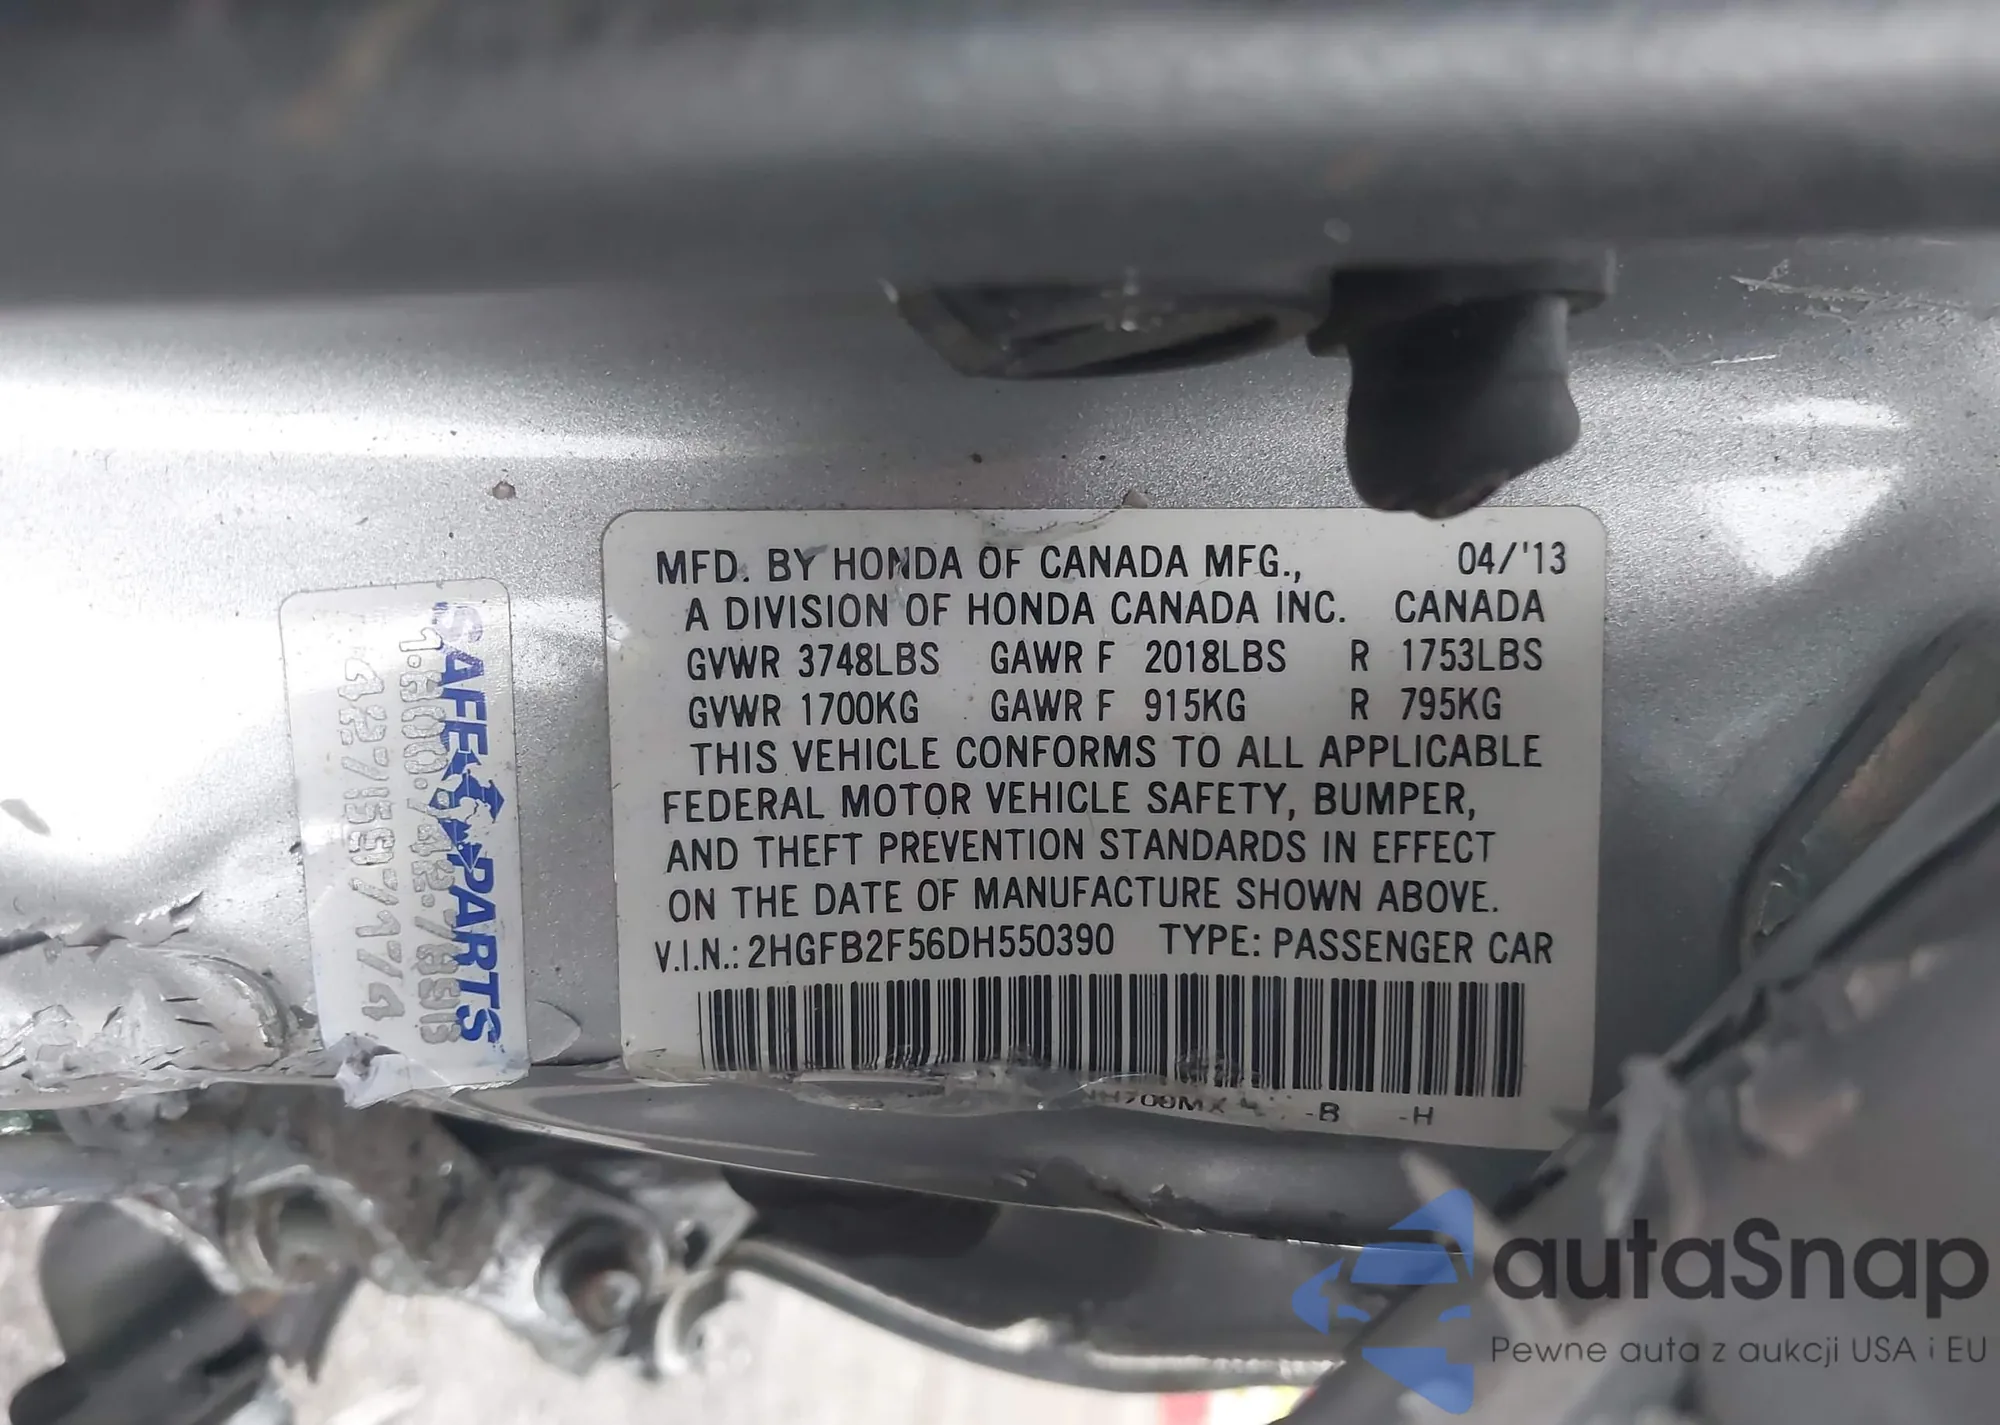 MFD. BY HONDA OF CANADA MFG., 04/'13
A DIVISION OF HONDA CANADA INC. CANADA
GVWR 3748LBS GAWR F 2018LBS R 1753LBS
GVWR 1700KG GAWR F 915KG R 795KG
THIS VEHICLE CONFORMS TO ALL APPLICABLE
FEDERAL MOTOR VEHICLE SAFETY, BUMPER,
AND THEFT PREVENTION STANDARDS IN EFFECT
ON THE DATE OF MANUFACTURE SHOWN ABOVE.
V.I.N.: 2HGFB2F56DH550390 TYPE: PASSENGER CAR
-B -H
SAFE PARTS
autaSnap
Pewne auta z aukcji USA i EU